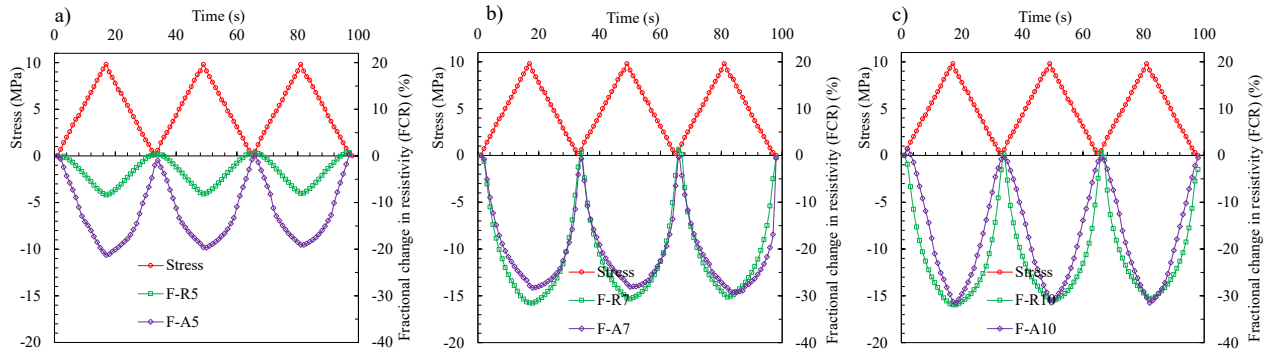 a)
Time (s)
0 20 40 60 80 100
Stress (MPa)
10
5
0
-5
-10
-15
-20
20
10
0
-10
-20
-30
-40
Fractional change in resistivity (FCR) (%)
Stress
F-R5
F-A5
b)
Time (s)
0 20 40 60 80 100
Stress (MPa)
10
5
0
-5
-10
-15
-20
20
10
0
-10
-20
-30
-40
Fractional change in resistivity (FCR) (%)
Stress
F-R7
F-A7
c)
Time (s)
0 20 40 60 80 100
Stress (MPa)
10
5
0
-5
-10
-15
-20
20
10
0
-10
-20
-30
-40
Fractional change in resistivity (FCR) (%)
Stress
F-R10
F-A10